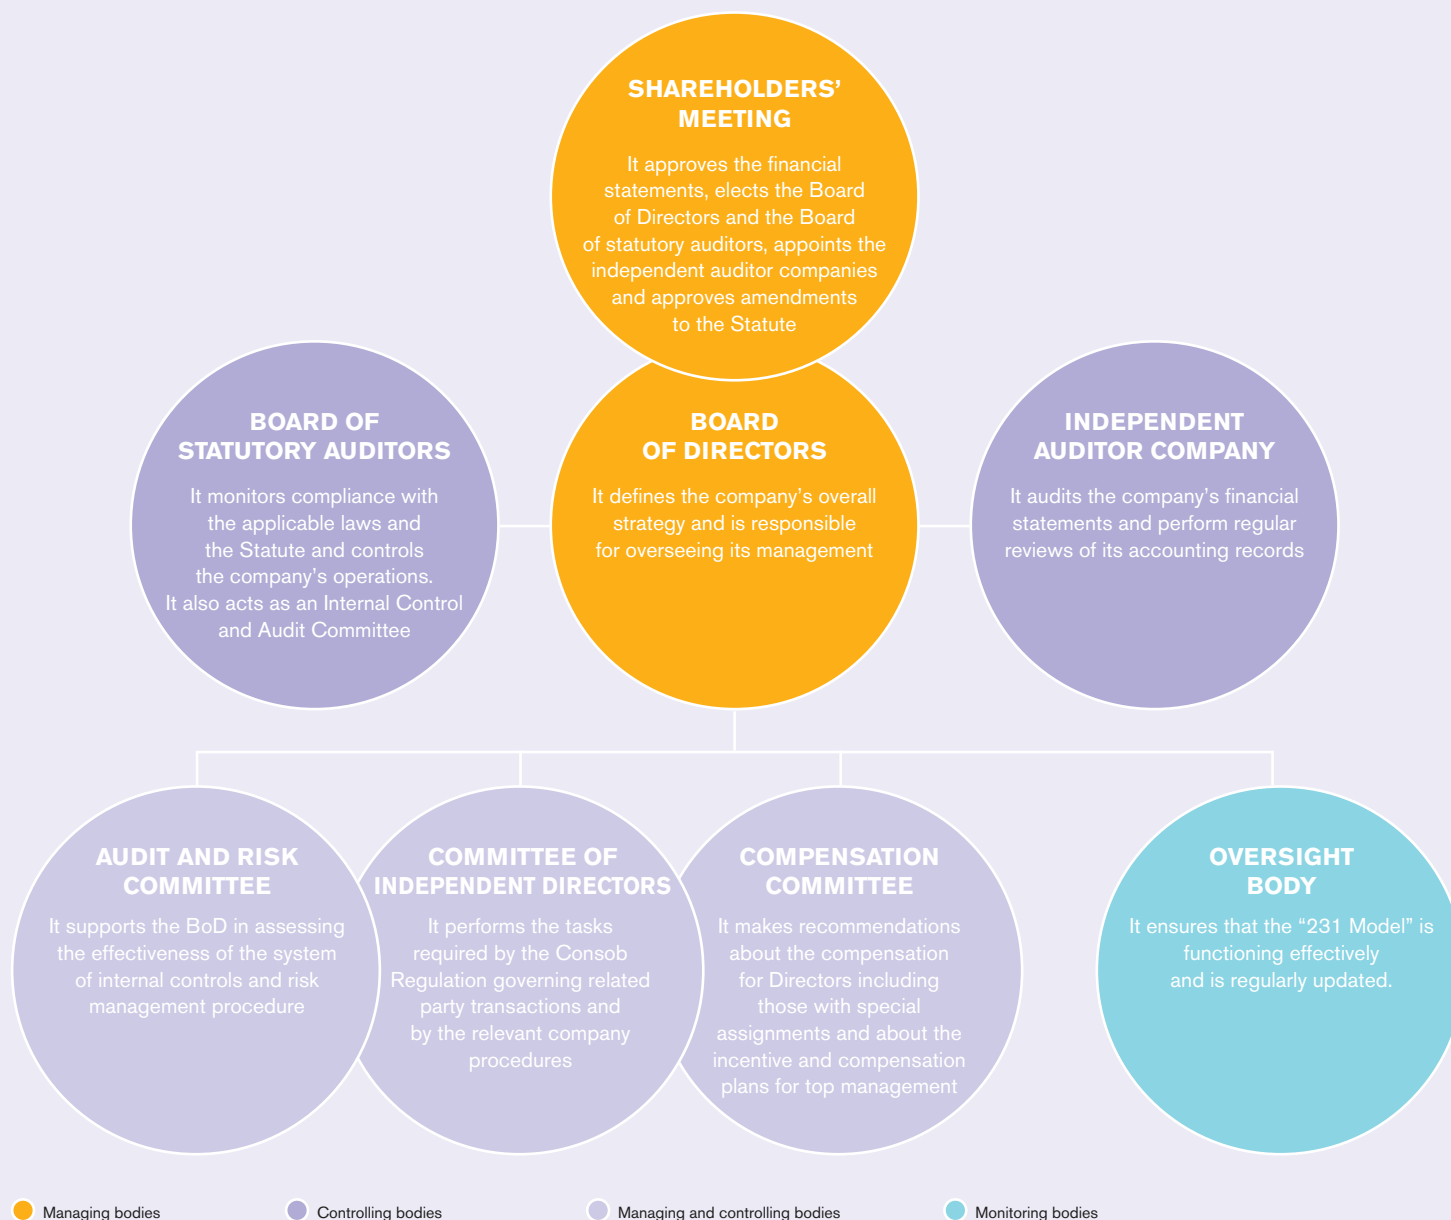 SHAREHOLDERS’
MEETING
It approves the financial
statements, elects the Board
of Directors and the Board
of statutory auditors, appoints the
independent auditor companies
and approves amendments
to the Statute
BOARD OF
STATUTORY AUDITORS
It monitors compliance with
the applicable laws and
the Statute and controls
the company’s operations.
It also acts as an Internal Control
and Audit Committee
BOARD
OF DIRECTORS
It defines the company’s overall
strategy and is responsible
for overseeing its management
INDEPENDENT
AUDITOR COMPANY
It audits the company’s financial
statements and perform regular
reviews of its accounting records
AUDIT AND RISK
COMMITTEE
It supports the BoD in assessing
the effectiveness of the system
of internal controls and risk
management procedure
COMMITTEE OF
INDEPENDENT DIRECTORS
It performs the tasks
required by the Consob
Regulation governing related
party transactions and
by the relevant company
procedures
COMPENSATION
COMMITTEE
It makes recommendations
about the compensation
for Directors including
those with special
assignments and about the
incentive and compensation
plans for top management
OVERSIGHT
BODY
It ensures that the “231 Model” is
functioning effectively
and is regularly updated.
Managing bodies
Controlling bodies
Managing and controlling bodies
Monitoring bodies